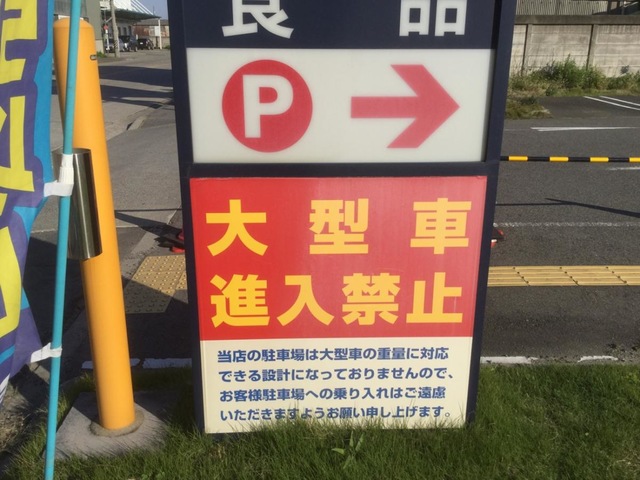 食品
P
大型車
進入禁止
当店の駐車場は大型車の重量に対応
できる設計になっておりませんので、
お客様駐車場への乗り入れはご遠慮
いただきますようお願い申し上げます。